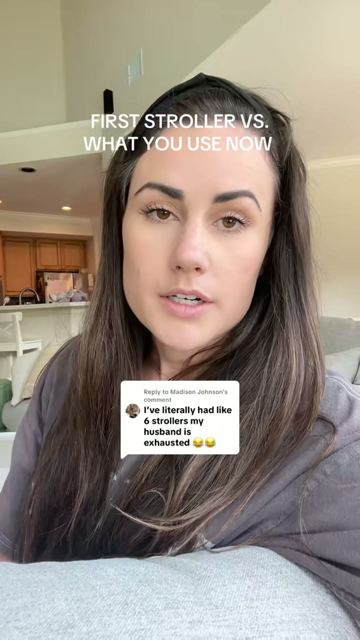 FIRST STROLLER VS.
WHAT YOU USE NOW
Reply to Madison Johnson's
comment
I've literally had like
6 strollers my
husband is
exhausted 😂😂